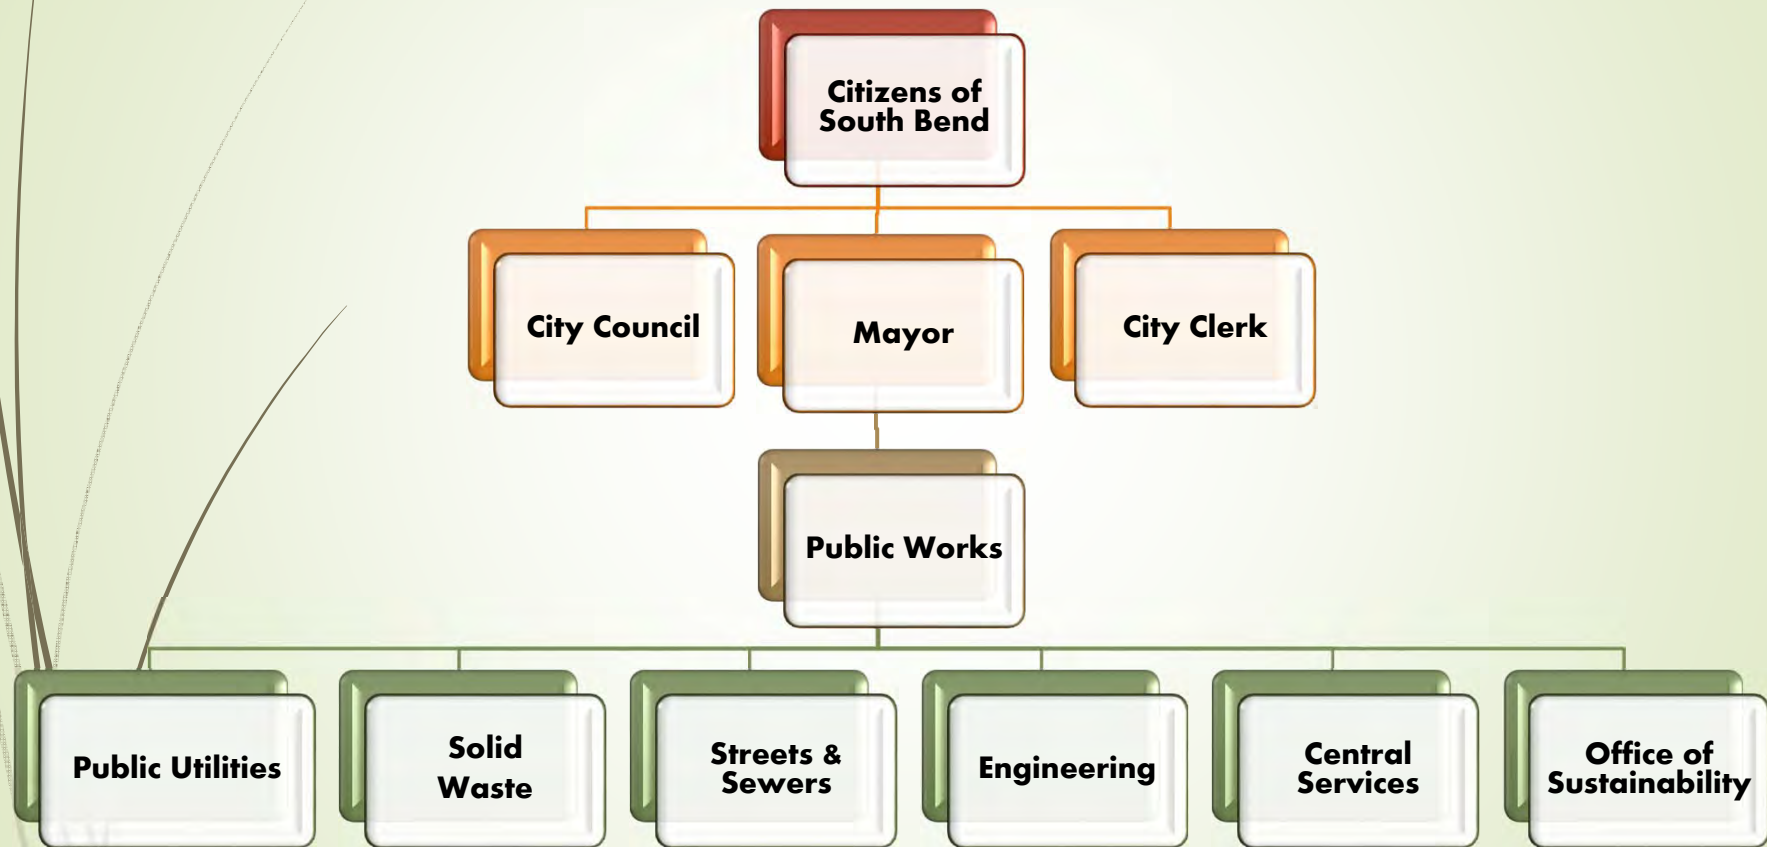 Citizens of
South Bend
City Council
Mayor
City Clerk
Public Works
Public Utilities
Solid
Waste
Streets &
Sewers
Engineering
Central
Services
Office of
Sustainability